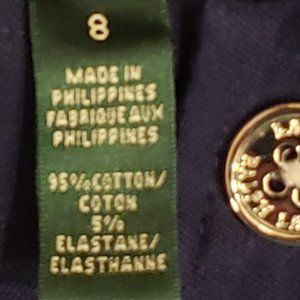 8
MADE IN
PHILIPPINES
FABRIQUE AUX
PHILIPPINES
95% COTTON/
COTON
5%
ELASTANE/
ELASTHANNE